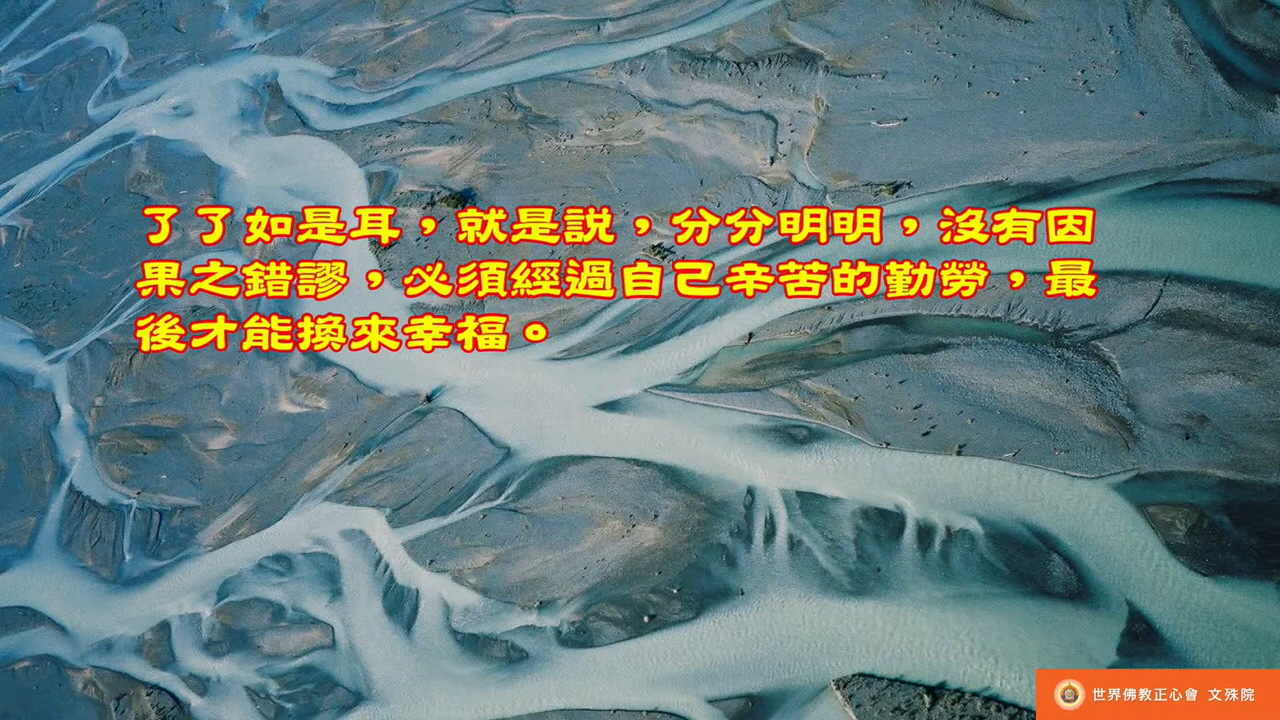 了了如是耳，就是說，分分明明，沒有因
果之錯謬，必須經過自己辛苦的勤勞，最
後才能換來幸福。
世界佛教正心會 文殊院